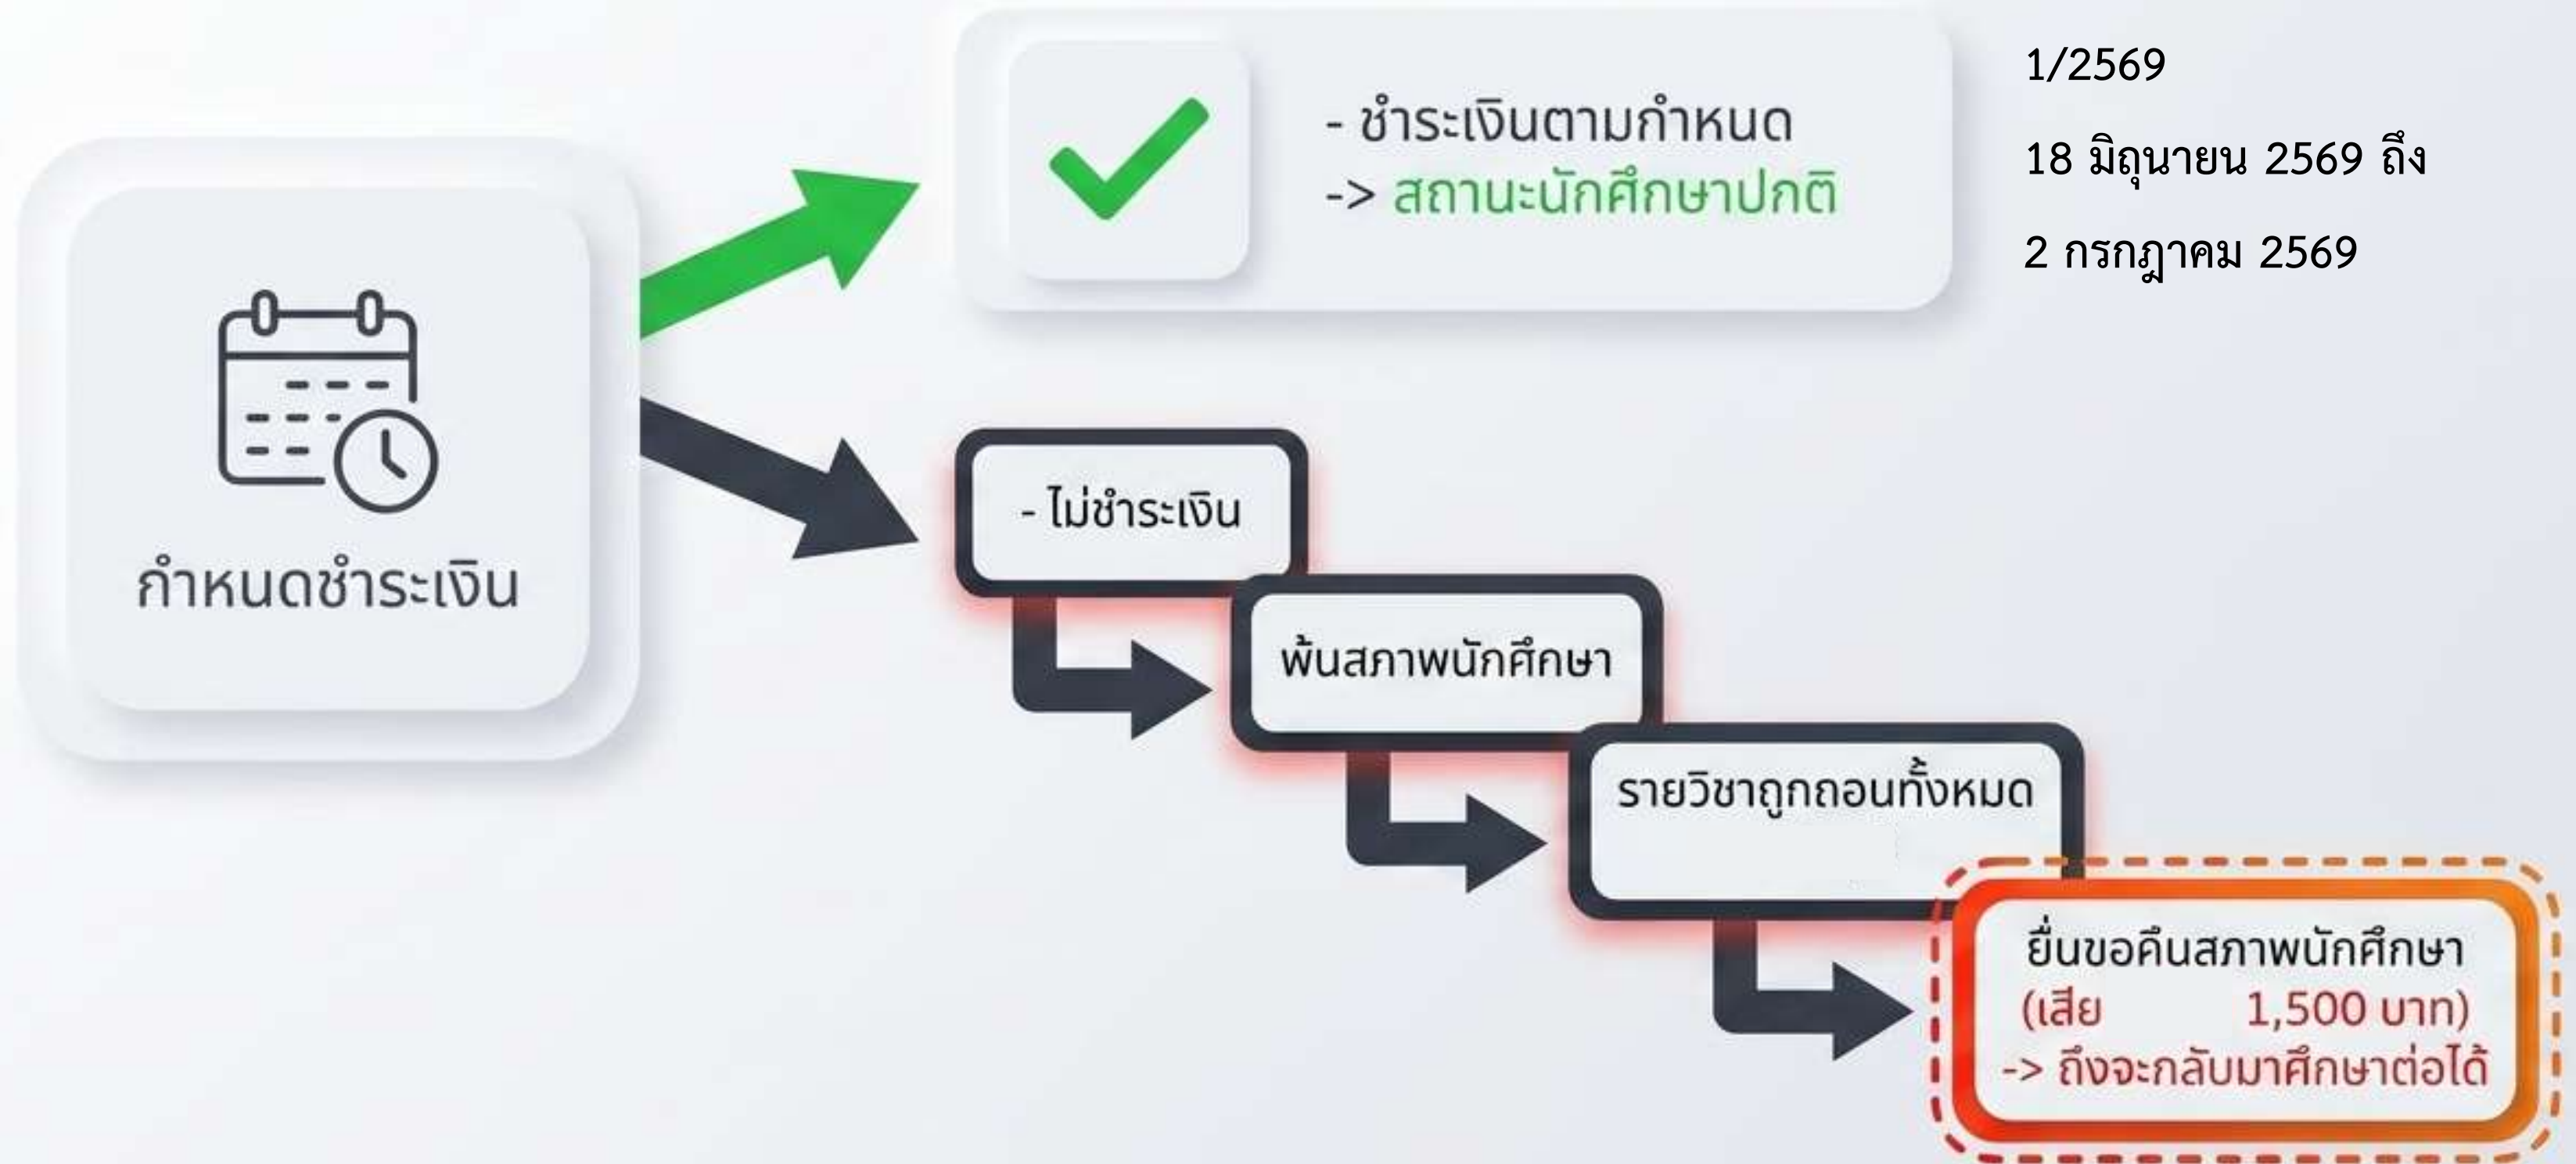 กำหนดชำระเงิน
- ชำระเงินตามกำหนด
-> สถานะนักศึกษาปกติ
1/2569
18 มิถุนายน 2569 ถึง
2 กรกฎาคม 2569
- ไม่ชำระเงิน
พ้นสภาพนักศึกษา
รายวิชาถูกถอนทั้งหมด
ยื่นขอคืนสภาพนักศึกษา
(เสีย 1,500 บาท)
-> ถึงจะกลับมาศึกษาต่อได้